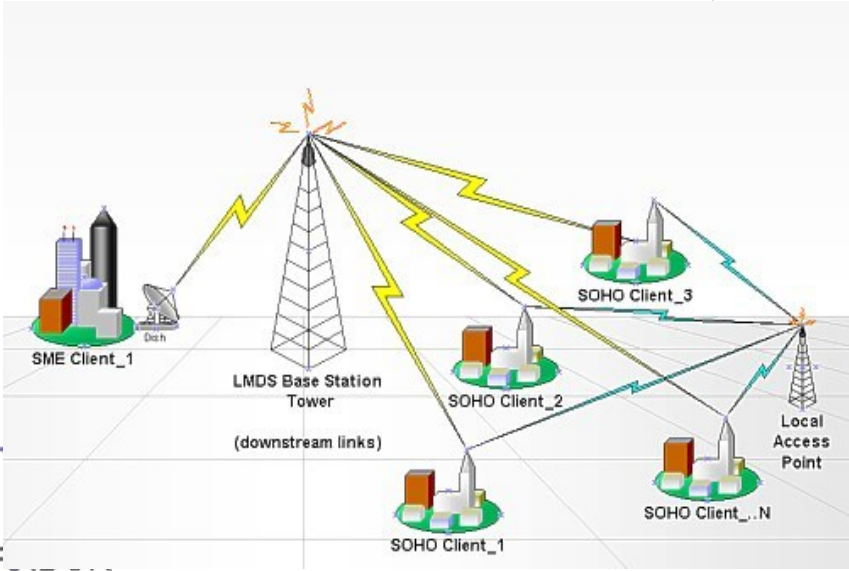 SOHO Client_3
Dish
SME Client_1
LMDS Base Station
Tower
(downstream links)
SOHO Client_2
Local
Access
Point
SOHO Client_1
SOHO Client_..N